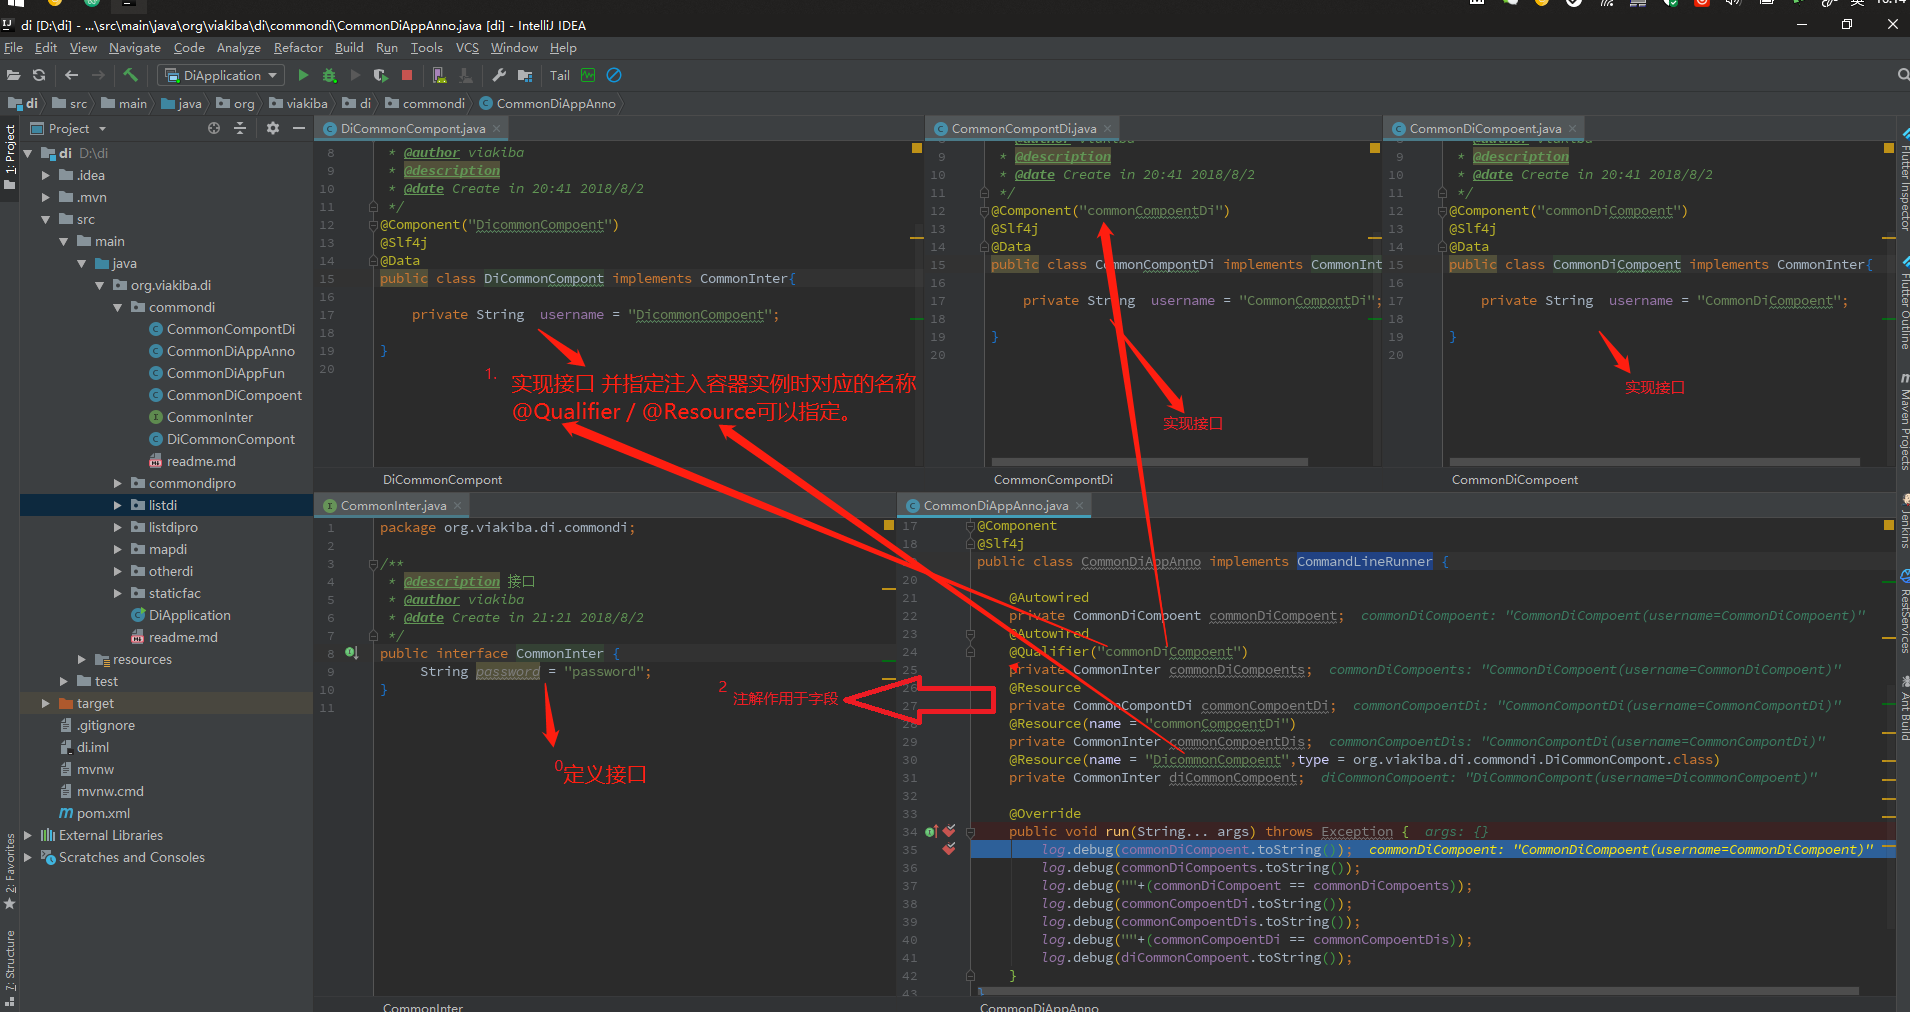 di [D:\di] - ...\src\main\java\org\viakiba\di\commondi\CommonDiAppAnno.java [di] - IntelliJ IDEA
File Edit View Navigate Code Analyze Refactor Build Run Tools VCS Window Help
DiApplication Tail
di src main java org viakiba di commondi CommonDiAppAnno
1: Project
Project
di D:\di
.idea
.mvn
src
main
java
org.viakiba.di
commondi
CommonCompontDi
CommonDiAppAnno
CommonDiAppFun
CommonDiCompoent
CommonInter
DiCommonCompont
readme.md
commondipro
listdi
listdipro
mapdi
otherdi
staticfac
DiApplication
readme.md
resources
test
target
.gitignore
di.iml
mvnw
mvnw.cmd
pom.xml
External Libraries
Scratches and Consoles
2: Favorites
7: Structure
DiCommonCompont.java
8 * @author viakiba
9 * @description
10 * @date Create in 20:41 2018/8/2
11 */
12 @Component("DicommonCompoent")
13 @Slf4j
14 @Data
15 public class DiCommonCompont implements CommonInter{
16
17 private String username = "DicommonCompoent";
18
19 }
20
1. 实现接口 并指定注入容器实例时对应的名称
@Qualifier / @Resource可以指定。
DiCommonCompont
CommonCompontDi.java
9 * @description
10 * @date Create in 20:41 2018/8/2
11 */
12 @Component("commonCompoentDi")
13 @Slf4j
14 @Data
15 public class CommonCompontDi implements CommonInt
16
17 private String username = "CommonCompontDi";
18
19 }
20
实现接口
CommonCompontDi
CommonDiCompoent.java
9 * @description
10 * @date Create in 20:41 2018/8/2
11 */
12 @Component("commonDiCompoent")
13 @Slf4j
14 @Data
15 public class CommonDiCompoent implements CommonInter{
16
17 private String username = "CommonDiCompoent";
18
19 }
20
实现接口
CommonDiCompoent
CommonInter.java
1 package org.viakiba.di.commondi;
2
3 /**
4 * @description 接口
5 * @author viakiba
6 * @date Create in 21:21 2018/8/2
7 */
8 public interface CommonInter {
9 String password = "password";
10 }
11
0定义接口
2 注解作用于字段
CommonInter
CommonDiAppAnno.java
17 @Component
18 @Slf4j
public class CommonDiAppAnno implements CommandLineRunner {
20
21 @Autowired
22 private CommonDiCompoent commonDiCompoent; commonDiCompoent: "CommonDiCompoent(username=CommonDiCompoent)"
23 @Autowired
24 @Qualifier("commonDiCompoent")
25 private CommonInter commonDiCompoents; commonDiCompoents: "CommonDiCompoent(username=CommonDiCompoent)"
26 @Resource
27 private CommonCompontDi commonCompoentDi; commonCompoentDi: "CommonCompontDi(username=CommonCompontDi)"
28 @Resource(name = "commonCompoentDi")
29 private CommonInter commonCompoentDis; commonCompoentDis: "CommonCompontDi(username=CommonCompontDi)"
30 @Resource(name = "DicommonCompoent",type = org.viakiba.di.commondi.DiCommonCompont.class)
31 private CommonInter diCommonCompoent; diCommonCompoent: "DiCommonCompont(username=DicommonCompoent)"
32
33 @Override
34 public void run(String... args) throws Exception { args: {}
35 log.debug(commonDiCompoent.toString()); commonDiCompoent: "CommonDiCompoent(username=CommonDiCompoent)"
36 log.debug(commonDiCompoents.toString());
37 log.debug(""+(commonDiCompoent == commonDiCompoents));
38 log.debug(commonCompoentDi.toString());
39 log.debug(commonCompoentDis.toString());
40 log.debug(""+(commonCompoentDi == commonCompoentDis));
41 log.debug(diCommonCompoent.toString());
42 }
43 }
CommonDiAppAnno
Flutter Inspector
Flutter Outline
Maven Projects
Jenkins
RestServices
Ant Build